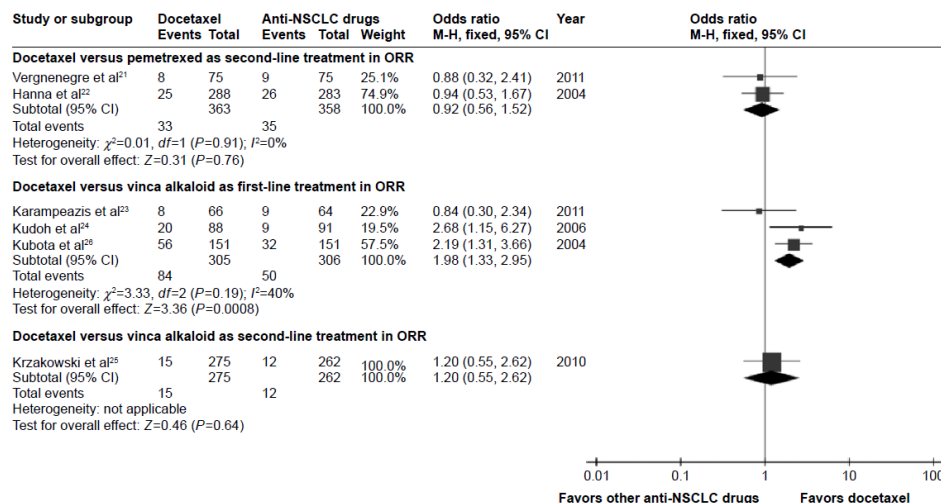 Study or subgroup Docetaxel Anti-NSCLC drugs Odds ratio Year Odds ratio
Events Total Events Total Weight M-H, fixed, 95% CI M-H, fixed, 95% CI
Docetaxel versus pemetrexed as second-line treatment in ORR
Vergnenegre et al²¹ 8 75 9 75 25.1% 0.88 (0.32, 2.41) 2011
Hanna et al²² 25 288 26 283 74.9% 0.94 (0.53, 1.67) 2004
Subtotal (95% CI) 363 358 100.0% 0.92 (0.56, 1.52)
Total events 33 35
Heterogeneity: χ²=0.01, df=1 (P=0.91); I²=0%
Test for overall effect: Z=0.31 (P=0.76)
Docetaxel versus vinca alkaloid as first-line treatment in ORR
Karampeazis et al²³ 8 66 9 64 22.9% 0.84 (0.30, 2.34) 2011
Kudoh et al²⁴ 20 88 9 91 19.5% 2.68 (1.15, 6.27) 2006
Kubota et al²⁶ 56 151 32 151 57.5% 2.19 (1.31, 3.66) 2004
Subtotal (95% CI) 305 306 100.0% 1.98 (1.33, 2.95)
Total events 84 50
Heterogeneity: χ²=3.33, df=2 (P=0.19); I²=40%
Test for overall effect: Z=3.36 (P=0.0008)
Docetaxel versus vinca alkaloid as second-line treatment in ORR
Krzakowski et al²⁵ 15 275 12 262 100.0% 1.20 (0.55, 2.62) 2010
Subtotal (95% CI) 275 262 100.0% 1.20 (0.55, 2.62)
Total events 15 12
Heterogeneity: not applicable
Test for overall effect: Z=0.46 (P=0.64)
0.01 0.1 1 10 100
Favors other anti-NSCLC drugs Favors docetaxel